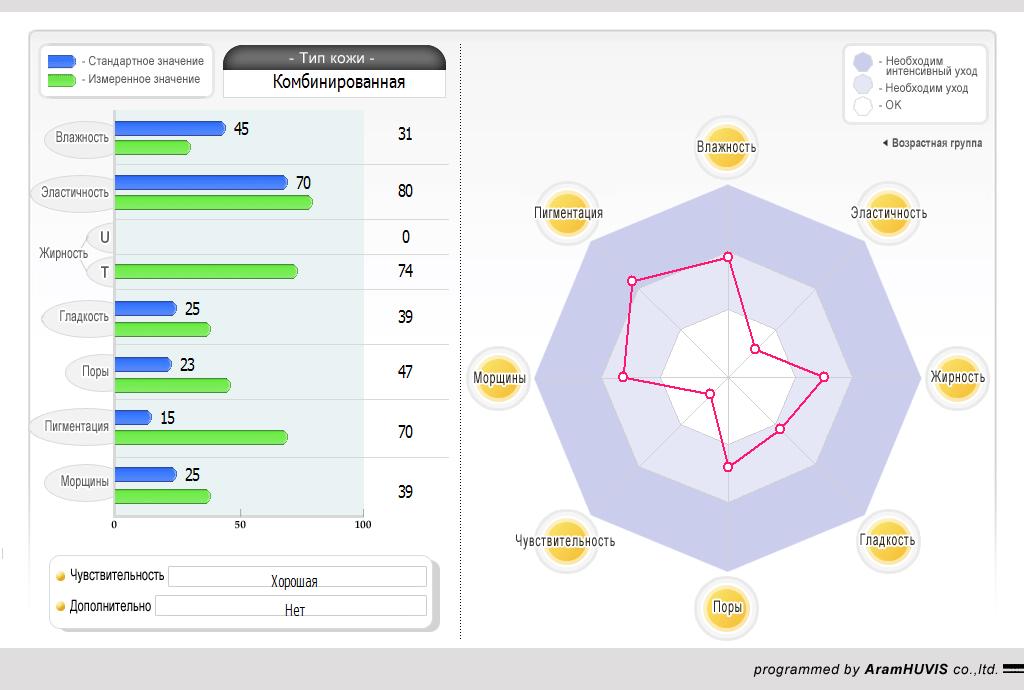 - Стандартное значение
- Измеренное значение
- Тип кожи -
Комбинированная
Влажность 45 31
Эластичность 70 80
Жирность
U 0
T 74
Гладкость 25 39
Поры 23 47
Пигментация 15 70
Морщины 25 39
0 50 100
Чувствительность Хорошая
Дополнительно Нет
- Необходим
интенсивный уход
- Необходим уход
- OK
Возрастная группа
Влажность
Пигментация
Эластичность
Морщины
Жирность
Чувствительность
Гладкость
Поры
programmed by AramHUVIS co.,ltd.